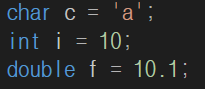 char c = 'a';
int i = 10;
double f = 10.1;